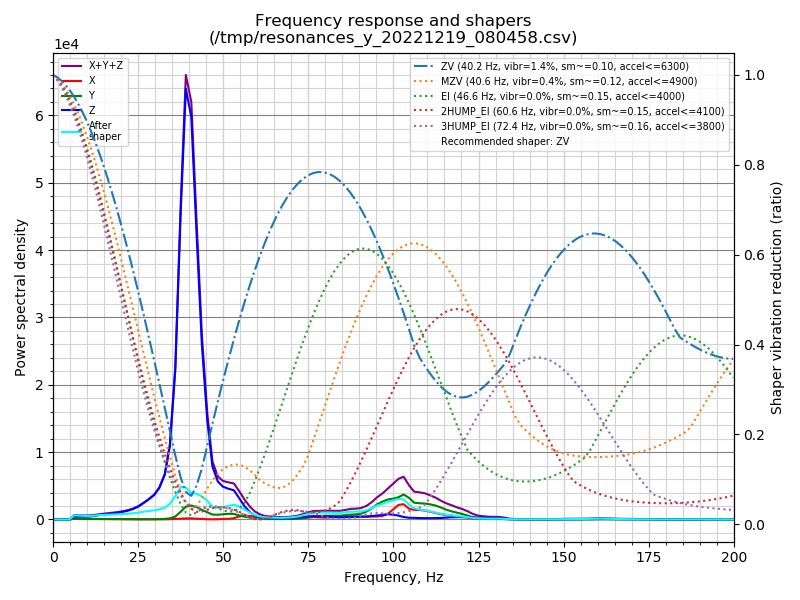 Frequency response and shapers
(/tmp/resonances_y_20221219_080458.csv)
1e4
X+Y+Z
X
Y
Z
After
shaper
ZV (40.2 Hz, vibr=1.4%, sm~=0.10, accel<=6300)
MZV (40.6 Hz, vibr=0.4%, sm~=0.12, accel<=4900)
EI (46.6 Hz, vibr=0.0%, sm~=0.15, accel<=4000)
2HUMP_EI (60.6 Hz, vibr=0.0%, sm~=0.15, accel<=4100)
3HUMP_EI (72.4 Hz, vibr=0.0%, sm~=0.16, accel<=3800)
Recommended shaper: ZV
Power spectral density
6
5
4
3
2
1
0
1.0
0.8
0.6
0.4
0.2
0.0
Shaper vibration reduction (ratio)
0 25 50 75 100 125 150 175 200
Frequency, Hz